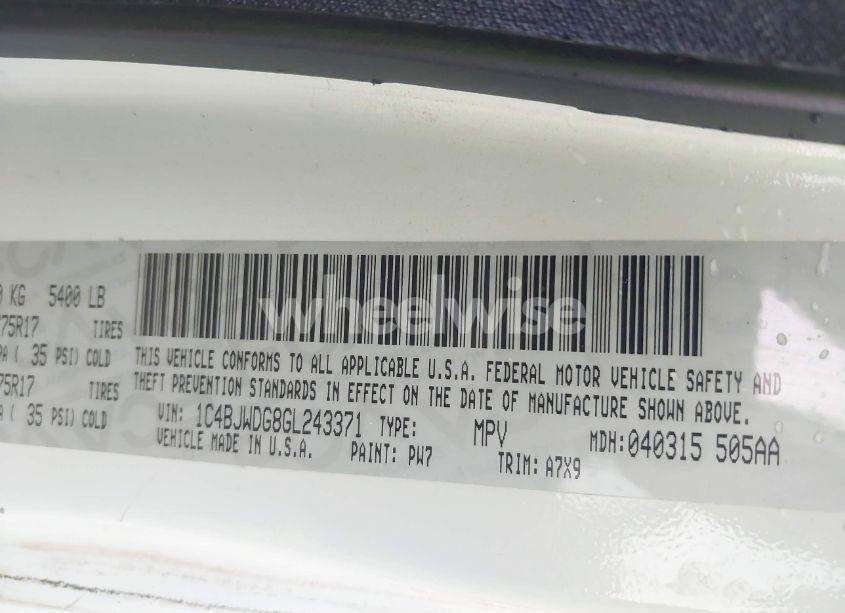 0 KG 5400 LB
75R17 TIRES
PA ( 35 PSI) COLD
75R17 TIRES
A ( 35 PSI) COLD
wheelwise
THIS VEHICLE CONFORMS TO ALL APPLICABLE U.S.A. FEDERAL MOTOR VEHICLE SAFETY AND
THEFT PREVENTION STANDARDS IN EFFECT ON THE DATE OF MANUFACTURE SHOWN ABOVE.
VIN: 1C4BJWDG8GL243371 TYPE: MPV MDH:040315 505AA
VEHICLE MADE IN U.S.A. PAINT: PW7 TRIM: A7X9